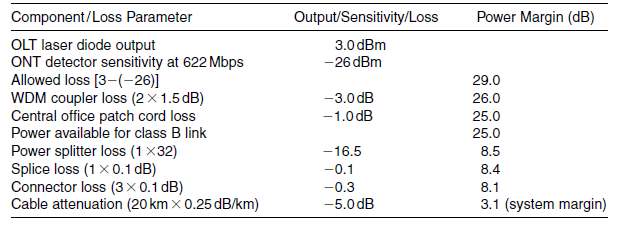 Component/Loss Parameter Output/Sensitivity/Loss Power Margin (dB)
OLT laser diode output 3.0 dBm
ONT detector sensitivity at 622 Mbps −26 dBm
Allowed loss [3−(−26)] 29.0
WDM coupler loss (2 × 1.5 dB) −3.0 dB 26.0
Central office patch cord loss −1.0 dB 25.0
Power available for class B link 25.0
Power splitter loss (1 ×32) −16.5 8.5
Splice loss (1 × 0.1 dB) −0.1 8.4
Connector loss (3 × 0.1 dB) −0.3 8.1
Cable attenuation (20 km × 0.25 dB/km) −5.0 dB 3.1 (system margin)